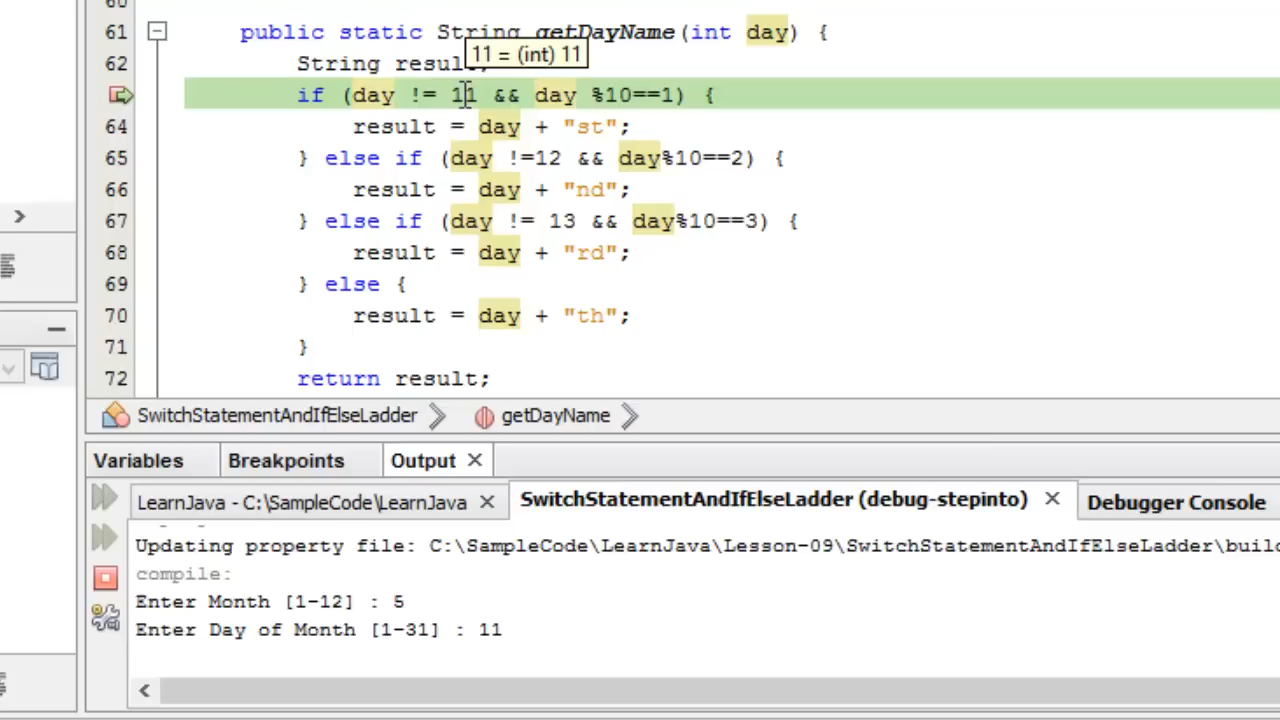 60
61 public static String getDayName(int day) {
11 = (int) 11
62 String result;
if (day != 11 && day %10==1) {
64 result = day + "st";
65 } else if (day !=12 && day%10==2) {
66 result = day + "nd";
67 } else if (day != 13 && day%10==3) {
68 result = day + "rd";
69 } else {
70 result = day + "th";
71 }
72 return result;
SwitchStatementAndIfElseLadder getDayName
Variables Breakpoints Output
LearnJava - C:\SampleCode\LearnJava SwitchStatementAndIfElseLadder (debug-stepinto) Debugger Console
Updating property file: C:\SampleCode\LearnJava\Lesson-09\SwitchStatementAndIfElseLadder\build
compile:
Enter Month [1-12] : 5
Enter Day of Month [1-31] : 11